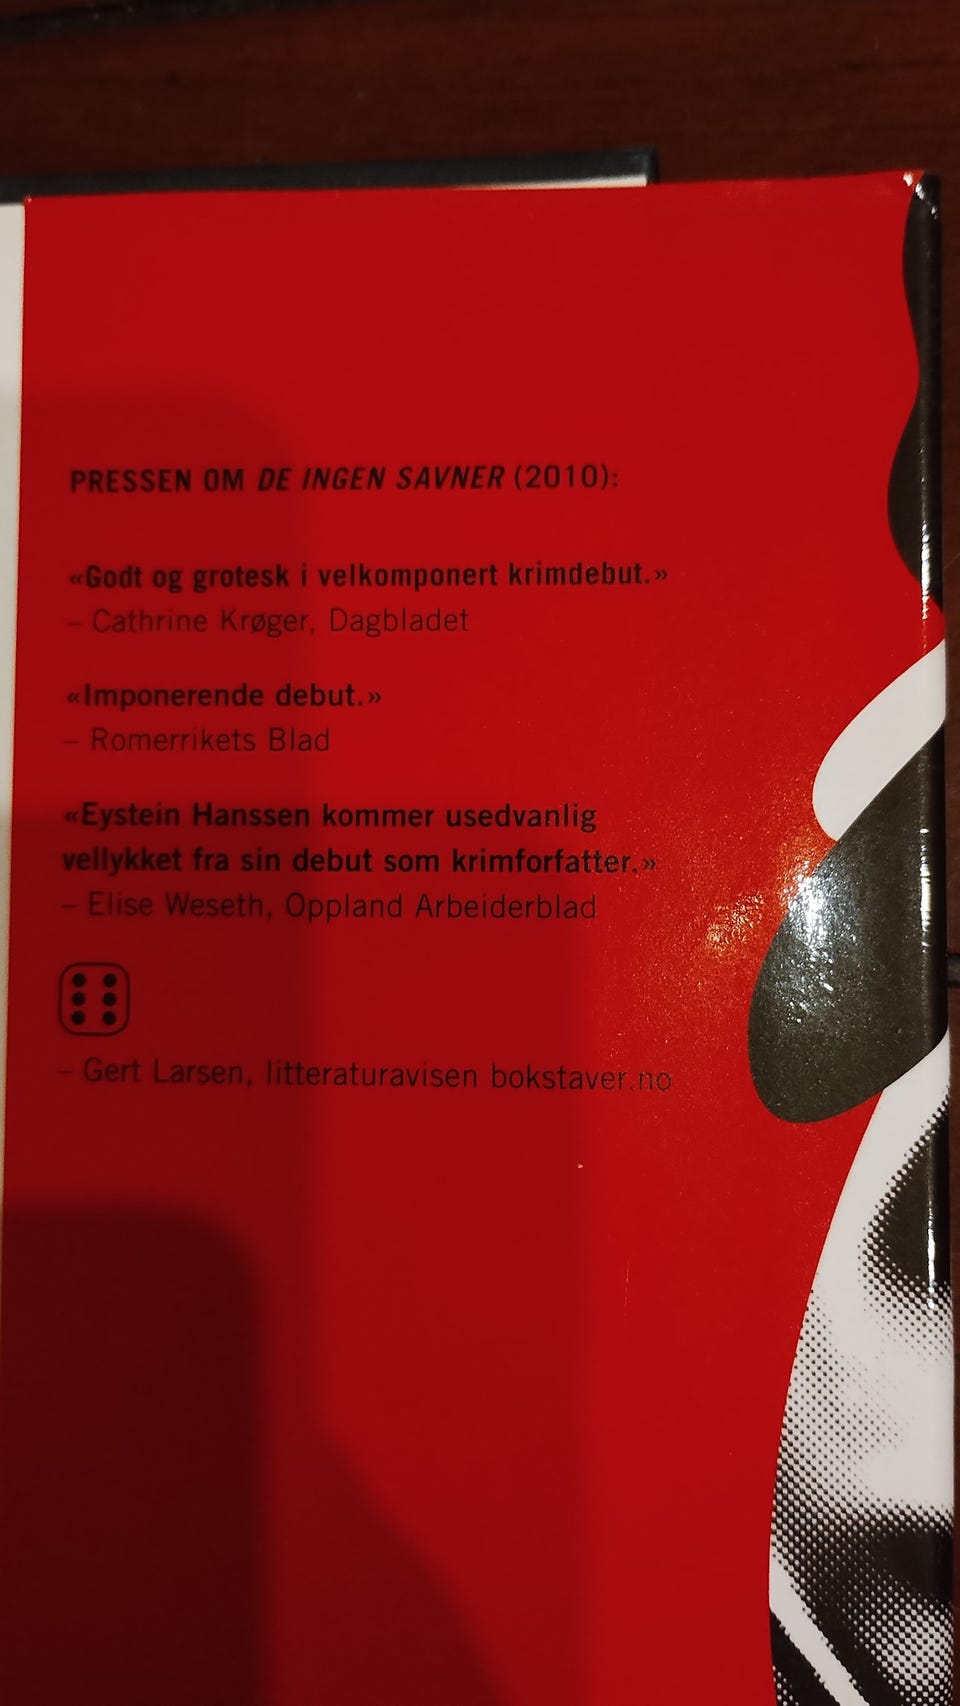 PRESSEN OM DE INGEN SAVNER (2010):
«Godt og grotesk i velkomponert krimdebut.»
– Cathrine Krøger, Dagbladet
«Imponerende debut.»
– Romerrikets Blad
«Eystein Hanssen kommer usedvanlig
vellykket fra sin debut som krimforfatter.»
– Elise Weseth, Oppland Arbeiderblad
– Gert Larsen, litteraturavisen bokstaver.no